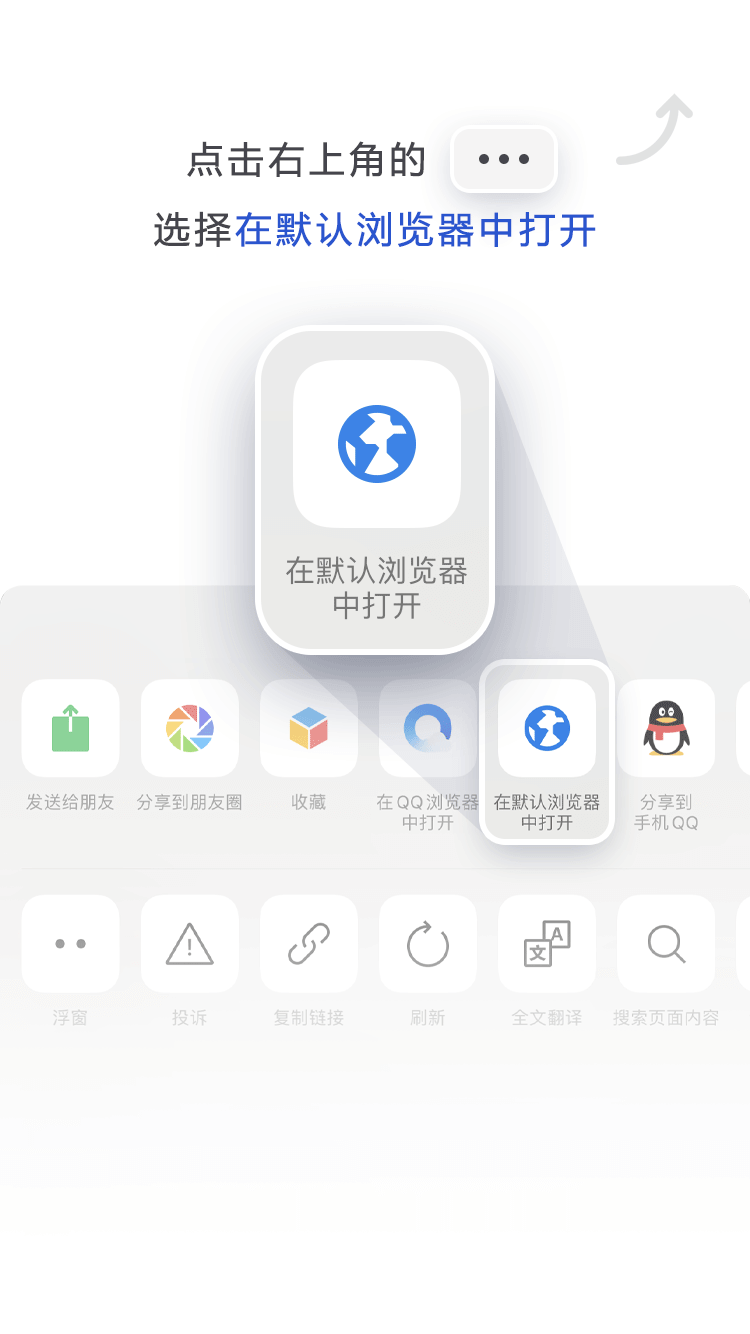 点击右上角的
选择在默认浏览器中打开
在默认浏览器
中打开
发送给朋友
分享到朋友圈
收藏
在QQ浏览器
中打开
在默认浏览器
中打开
分享到
手机QQ
浮窗
投诉
复制链接
刷新
文 A
全文翻译
搜索页面内容